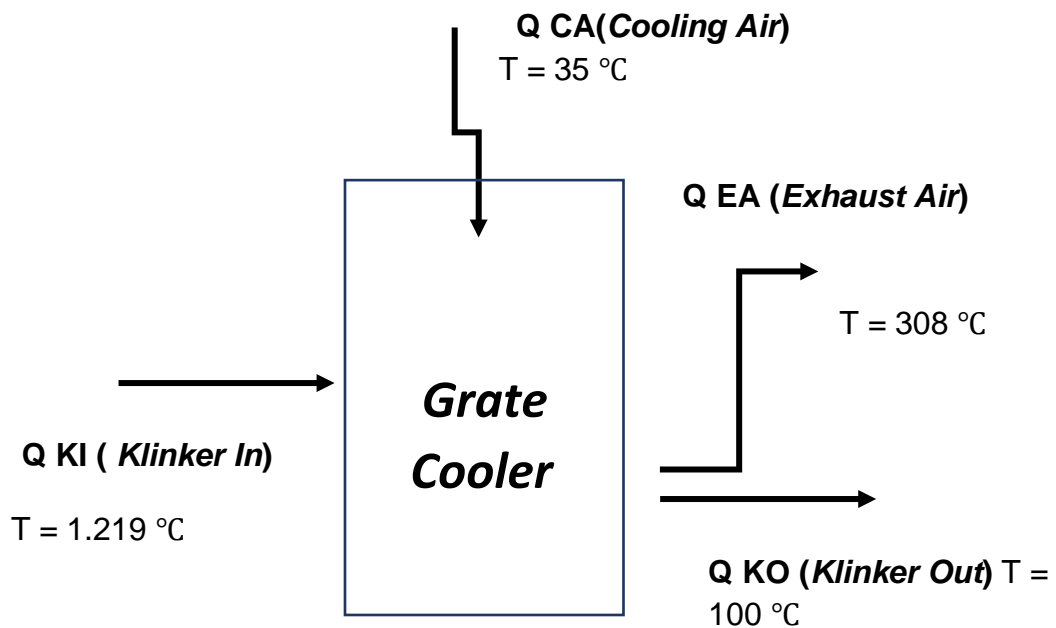 Q CA(Cooling Air)
T = 35 ℃
Q EA (Exhaust Air)
T = 308 ℃
Grate
Cooler
Q KI ( Klinker In)
T = 1.219 ℃
Q KO (Klinker Out) T =
100 ℃